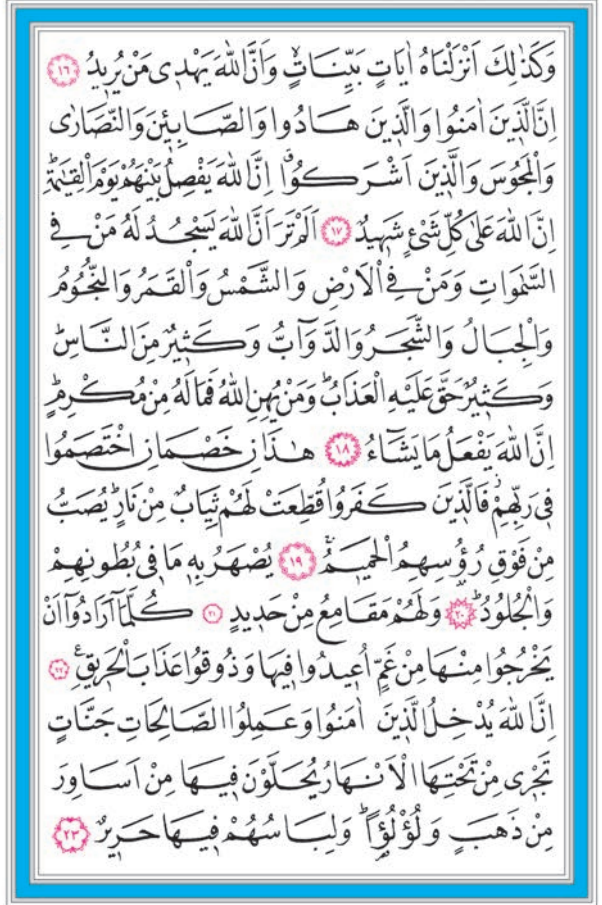 وَكَذٰلِكَ اَنْزَلْنَاهُ اٰيَاتٍ بَيِّنَاتٍۙ وَاَنَّ اللّٰهَ يَهْدٖى مَنْ يُرٖيدُ ﴿١٦﴾
اِنَّ الَّذٖينَ اٰمَنُوا وَالَّذٖينَ هَادُوا وَالصَّابِـٖٔينَ وَالنَّصَارٰى
وَالْمَجُوسَ وَالَّذٖينَ اَشْرَكُواۗ اِنَّ اللّٰهَ يَفْصِلُ بَيْنَهُمْ يَوْمَ الْقِيٰمَةِؕ
اِنَّ اللّٰهَ عَلٰى كُلِّ شَيْءٍ شَهٖيدٌ ﴿١٧﴾ اَلَمْ تَرَ اَنَّ اللّٰهَ يَسْجُدُ لَهُ مَنْ فِي
السَّمٰوَاتِ وَمَنْ فِي الْاَرْضِ وَالشَّمْسُ وَالْقَمَرُ وَالنُّجُومُ
وَالْجِبَالُ وَالشَّجَرُ وَالدَّوَٓابُّ وَكَثٖيرٌ مِنَ النَّاسِؕ
وَكَثٖيرٌ حَقَّ عَلَيْهِ الْعَذَابُؕ وَمَنْ يُهِنِ اللّٰهُ فَمَا لَهُ مِنْ مُكْرِمٍؕ
اِنَّ اللّٰهَ يَفْعَلُ مَا يَشَٓاءُ ﴿١٨﴾ هٰذَانِ خَصْمَانِ اخْتَصَمُوا
فٖى رَبِّهِمْؗ فَالَّذٖينَ كَفَرُوا قُطِّعَتْ لَهُمْ ثِيَابٌ مِنْ نَارٍؕ يُصَبُّ
مِنْ فَوْقِ رُؤُسِهِمُ الْحَمٖيمُۚ ﴿١٩﴾ يُصْهَرُ بِهٖ مَا فٖى بُطُونِهِمْ
وَالْجُلُودُؕ ﴿٢٠﴾ وَلَهُمْ مَقَامِعُ مِنْ حَدٖيدٍ ﴿٢١﴾ كُلَّمَٓا اَرَادُٓوا اَنْ
يَخْرُجُوا مِنْهَا مِنْ غَمٍّ اُعٖيدُوا فٖيهَا وَذُوقُوا عَذَابَ الْحَرٖيقِࣖ ﴿٢٢﴾
اِنَّ اللّٰهَ يُدْخِلُ الَّذٖينَ اٰمَنُوا وَعَمِلُوا الصَّالِحَاتِ جَنَّاتٍ
تَجْرٖى مِنْ تَحْتِهَا الْاَنْهَارُ يُحَلَّوْنَ فٖيهَا مِنْ اَسَاوِرَ
مِنْ ذَهَبٍ وَلُؤْلُؤًاؕ وَلِبَاسُهُمْ فٖيهَا حَرٖيرٌ ﴿٢٣﴾